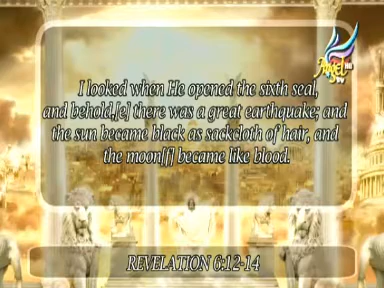 Angel
I looked when He opened the sixth seal,
and behold,[e] there was a great earthquake; and
the sun became black as sackcloth of hair, and
the moon[f] became like blood.
REVELATION 6:12-14